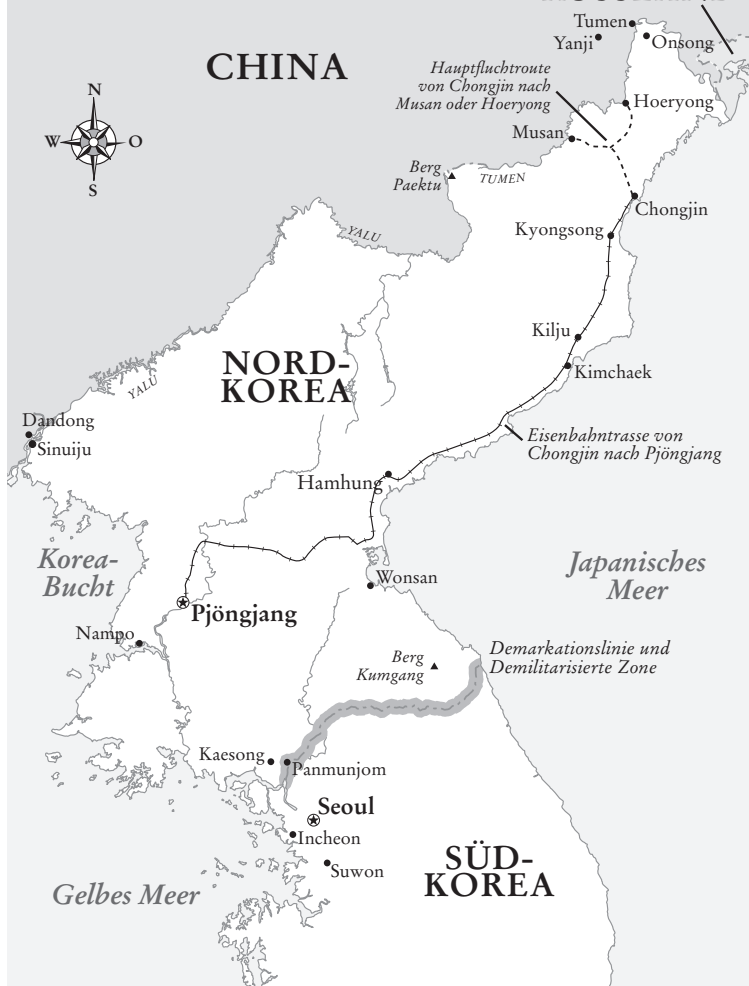 Tumen
Yanji
Onsong
CHINA
Hauptfluchtroute
von Chongjin nach
Musan oder Hoeryong
Hoeryong
N
W
O
S
Musan
Berg
Paektu
TUMEN
Chongjin
Kyongsong
YALU
Kilju
NORD-
KOREA
Kimchaek
YALU
Dandong
Sinuiju
Eisenbahntrasse von
Chongjin nach Pjöngjang
Hamhung
Korea-
Bucht
Japanisches
Meer
Wonsan
Pjöngjang
Nampo
Demarkationslinie und
Demilitarisierte Zone
Berg
Kumgang
Kaesong
Panmunjom
Seoul
Incheon
Suwon
SÜD-
KOREA
Gelbes Meer